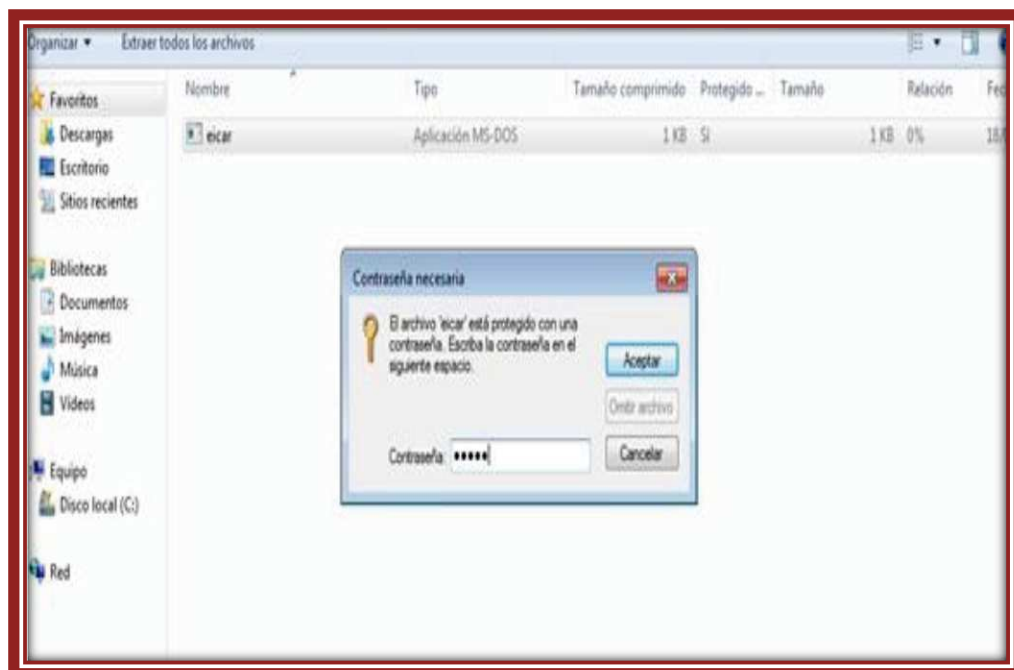 Organizar Extraer todos los archivos
Nombre Tipo Tamaño comprimido Protegido ... Tamaño Relación Fec
Favoritos
Descargas
Escritorio
Sitios recientes
Bibliotecas
Documentos
Imágenes
Música
Vídeos
Equipo
Disco local (C:)
Red
eicar Aplicación MS-DOS 1 KB Sí 1 KB 0% 18/
Contraseña necesaria
El archivo 'eicar' está protegido con una
contraseña. Escriba la contraseña en el
siguiente espacio.
Aceptar
Omitir archivo
Contraseña: •••••
Cancelar